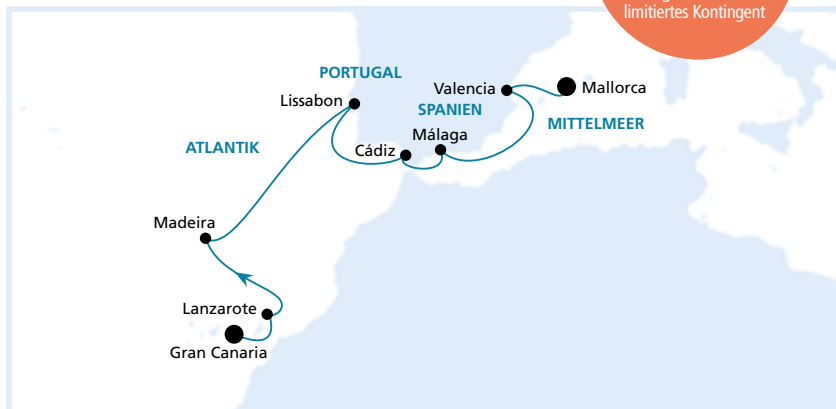 limitiertes Kontingent
PORTUGAL
Lissabon
Valencia
Mallorca
SPANIEN
MITTELMEER
Málaga
Cádiz
ATLANTIK
Madeira
Lanzarote
Gran Canaria